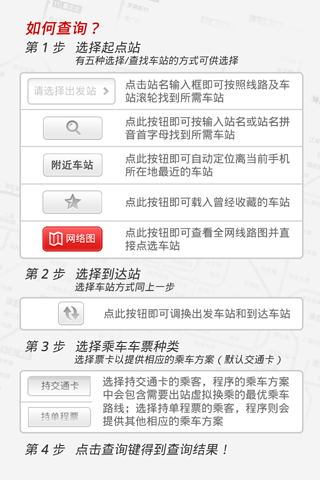 如何查询？
第 1 步 选择起点站
有五种选择/查找车站的方式可供选择
请选择出发站
点击站名输入框即可按照线路及车
站滚轮找到所需车站
点此按钮即可按输入站名或站名拼
音首字母找到所需车站
附近车站
点此按钮即可自动定位离当前手机
所在地最近的车站
点此按钮即可载入曾经收藏的车站
网络图
点此按钮即可查看全网线路图并直
接点选车站
第 2 步 选择到达站
选择车站方式同上一步
点此按钮即可调换出发车站和到达车站
第 3 步 选择乘车车票种类
选择票卡以提供相应的乘车方案（默认交通卡）
持交通卡
持单程票
选择持交通卡的乘客，程序的乘车方案
中会包含需要出站虚拟换乘的最优乘车
路线；选择持单程票的乘客，程序则会
提供其他相应的乘车方案
第 4 步 点击查询键得到查询结果！